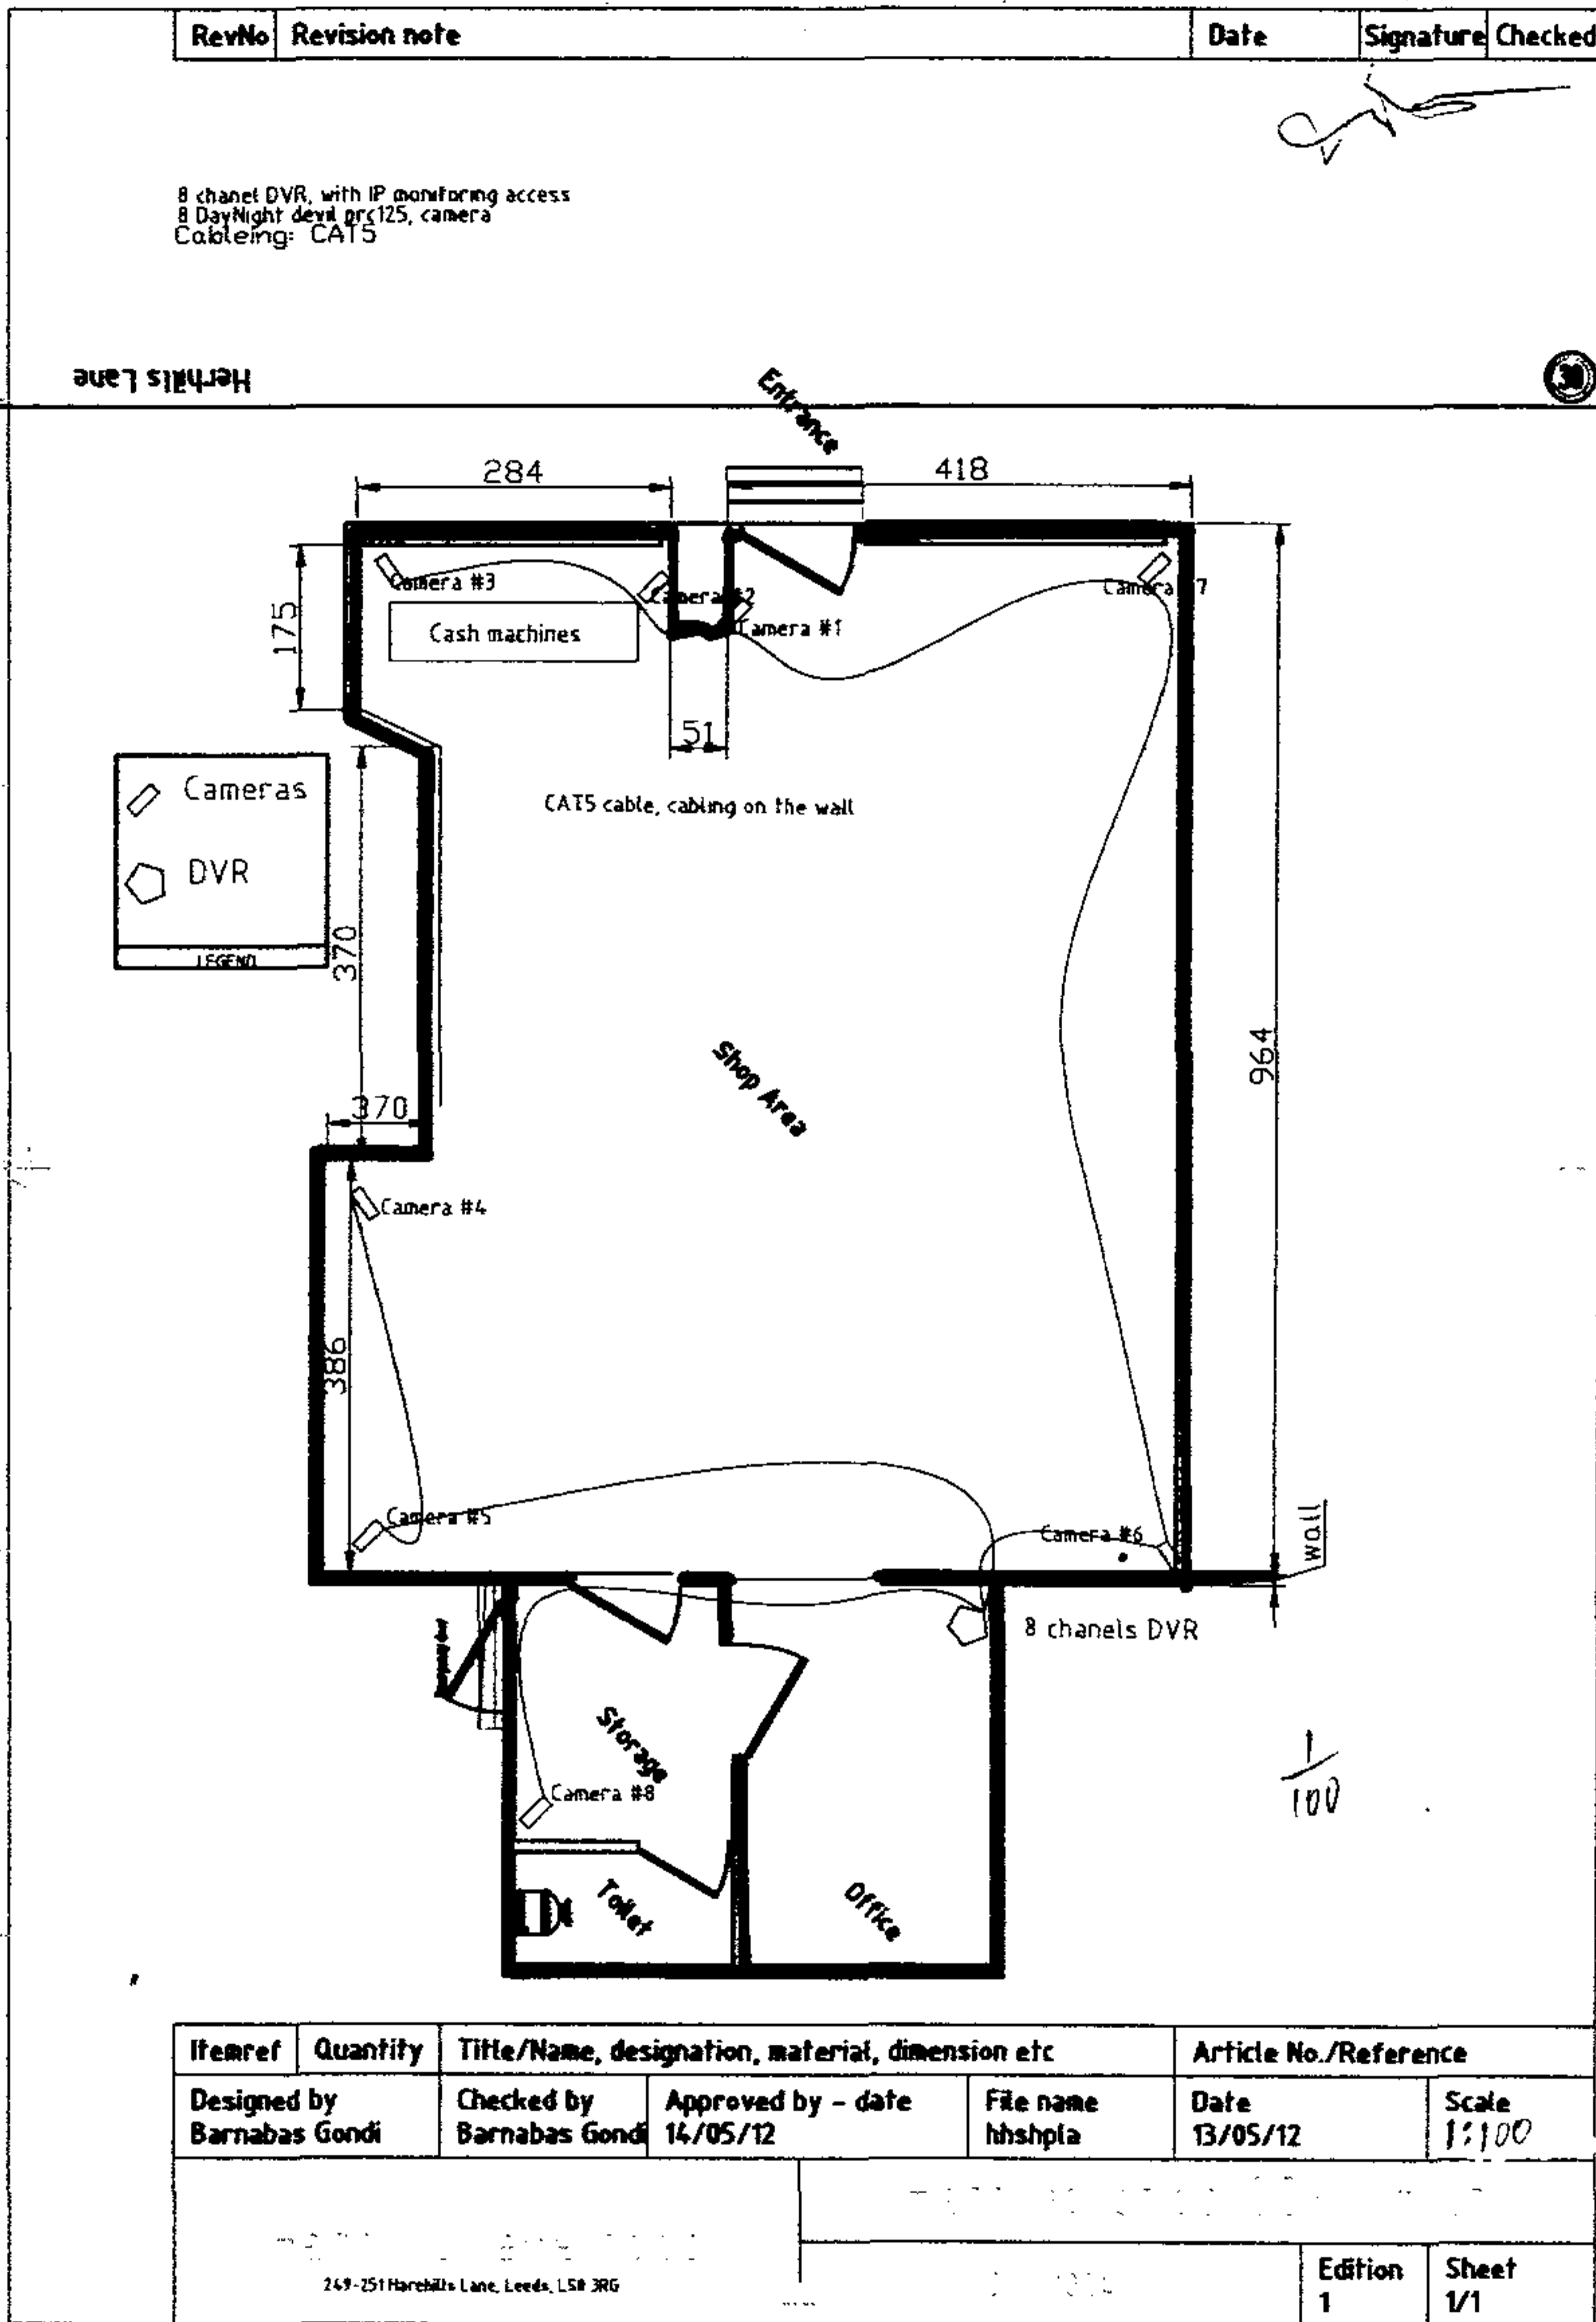 RevNo Revision note Date Signature Checked
8 chanel DVR, with IP monitoring access
8 DayNight devil prc125, camera
Cableing: CAT5
Herhills Lane
30
Entrance
284
418
Camera #3
Camera #2
Camera #7
175
Cash machines
Camera #1
51
Cameras
CAT5 cable, cabling on the wall
DVR
370
LEGEND
964
Shop Area
370
Camera #4
386
Camera #5
Camera #6
wall
8 chanels DVR
Storage
1/100
Camera #8
Toilet
Office
Itemref Quantity Title/Name, designation, material, dimension etc Article No./Reference
Designed by Checked by Approved by - date File name Date Scale
Barnabas Gondi Barnabas Gondi 14/05/12 hhshpla 13/05/12 1:100
249-251 Harehills Lane, Leeds, 3RG
Edition Sheet
1 1/1